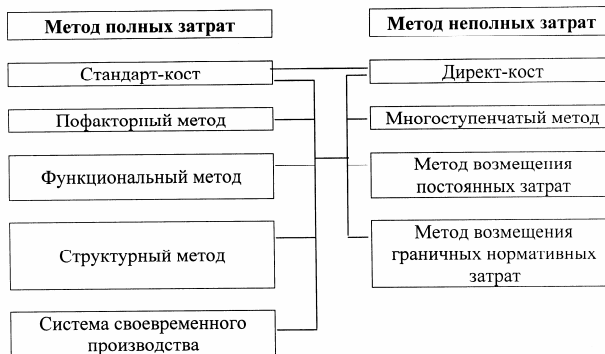 Метод полных затрат
Стандарт-кост
Пофакторный метод
Функциональный метод
Структурный метод
Система своевременного
производства
Метод неполных затрат
Директ-кост
Многоступенчатый метод
Метод возмещения
постоянных затрат
Метод возмещения
граничных нормативных
затрат